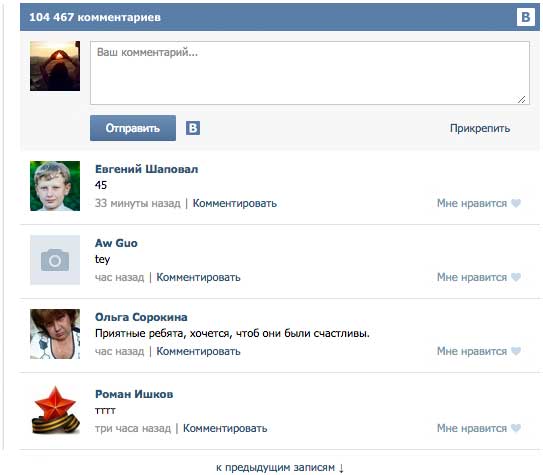 104 467 комментариев
B
Ваш комментарий...
Отправить
B
Прикрепить
Евгений Шаповал
45
33 минуты назад | Комментировать
Мне нравится
Aw Guo
tey
час назад | Комментировать
Мне нравится
Ольга Сорокина
Приятные ребята, хочется, чтоб они были счастливы.
час назад | Комментировать
Мне нравится
Роман Ишков
тттт
три часа назад | Комментировать
Мне нравится
к предыдущим записям ↓